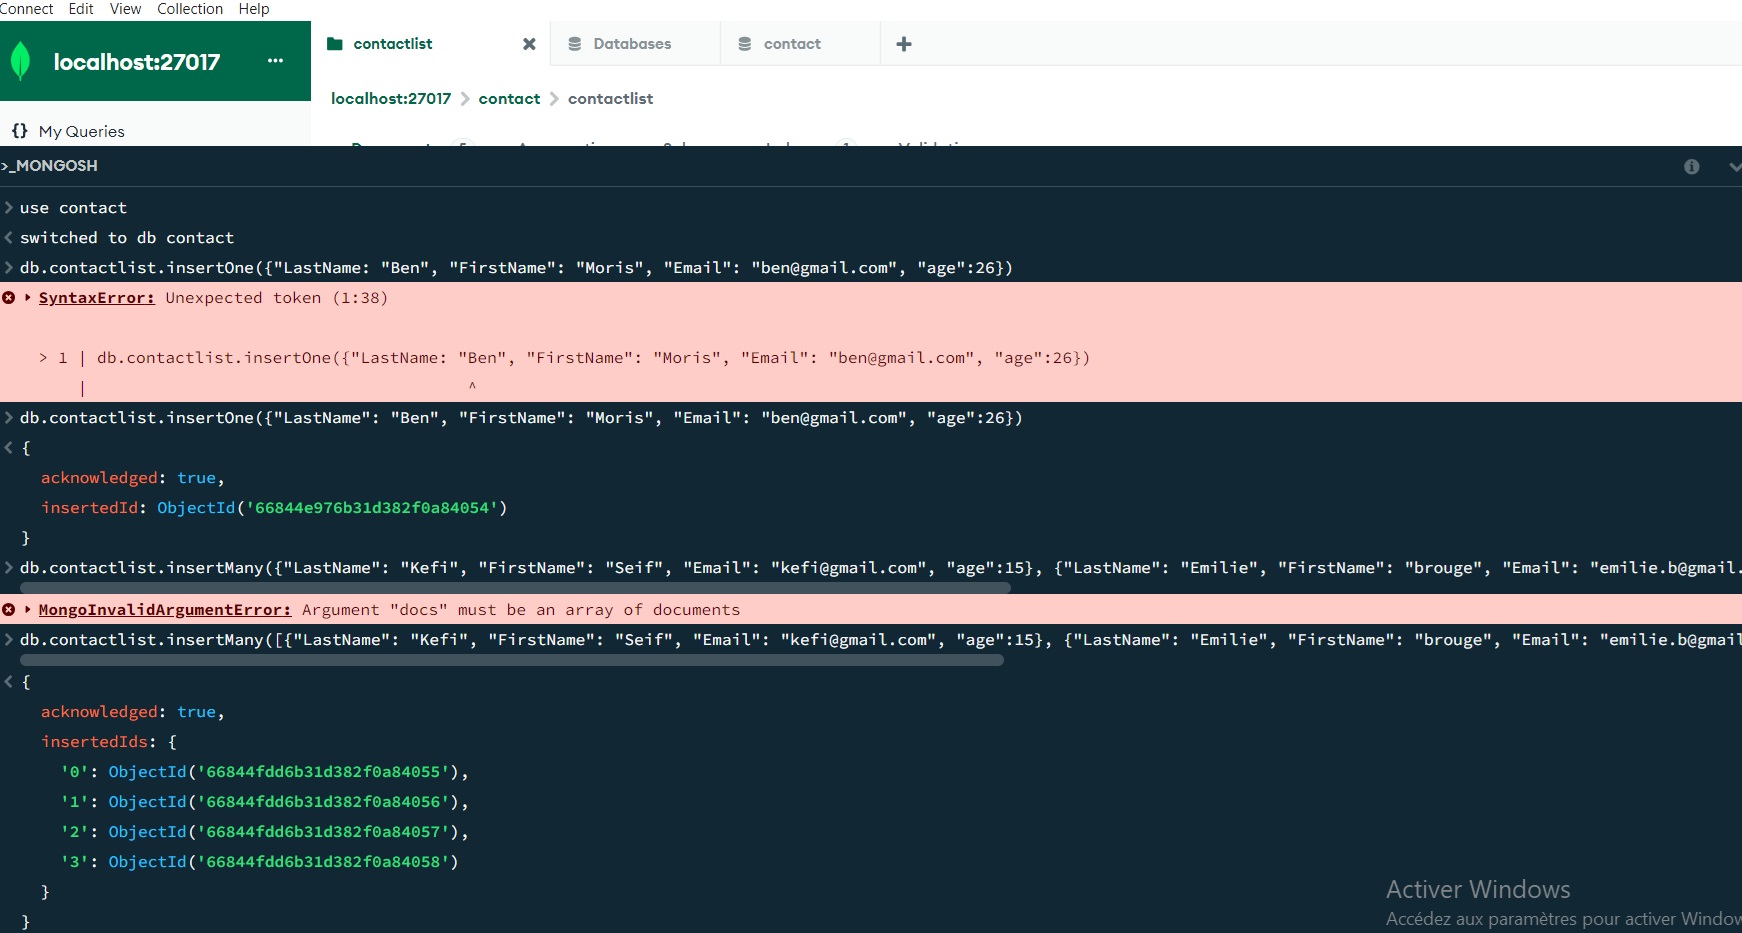 Connect Edit View Collection Help
localhost:27017 ...
contactlist
Databases
contact
localhost:27017 > contact > contactlist
{} My Queries
>_MONGOSH
> use contact
< switched to db contact
> db.contactlist.insertOne({"LastName: "Ben", "FirstName": "Moris", "Email": "ben@gmail.com", "age":26})
SyntaxError: Unexpected token (1:38)
> 1 | db.contactlist.insertOne({"LastName: "Ben", "FirstName": "Moris", "Email": "ben@gmail.com", "age":26})
| ^
> db.contactlist.insertOne({"LastName": "Ben", "FirstName": "Moris", "Email": "ben@gmail.com", "age":26})
< {
acknowledged: true,
insertedId: ObjectId('66844e976b31d382f0a84054')
}
> db.contactlist.insertMany({"LastName": "Kefi", "FirstName": "Seif", "Email": "kefi@gmail.com", "age":15}, {"LastName": "Emilie", "FirstName": "brouge", "Email": "emilie.b@gmail.
MongoInvalidArgumentError: Argument "docs" must be an array of documents
> db.contactlist.insertMany([{"LastName": "Kefi", "FirstName": "Seif", "Email": "kefi@gmail.com", "age":15}, {"LastName": "Emilie", "FirstName": "brouge", "Email": "emilie.b@gmail
< {
acknowledged: true,
insertedIds: {
'0': ObjectId('66844fdd6b31d382f0a84055'),
'1': ObjectId('66844fdd6b31d382f0a84056'),
'2': ObjectId('66844fdd6b31d382f0a84057'),
'3': ObjectId('66844fdd6b31d382f0a84058')
}
}
Activer Windows
Accédez aux paramètres pour activer Window